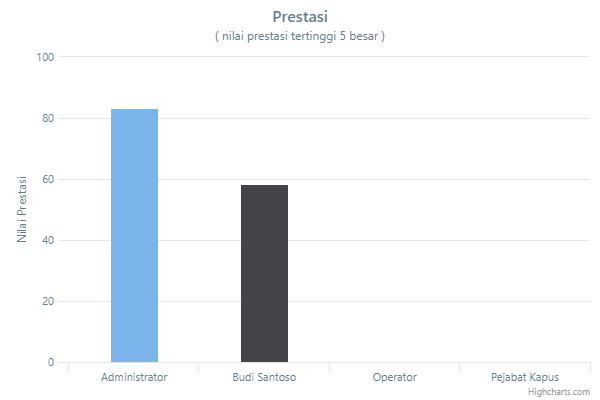 Prestasi
( nilai prestasi tertinggi 5 besar )
Nilai Prestasi
100
80
60
40
20
0
Administrator
Budi Santoso
Operator
Pejabat Kapus
Highcharts.com